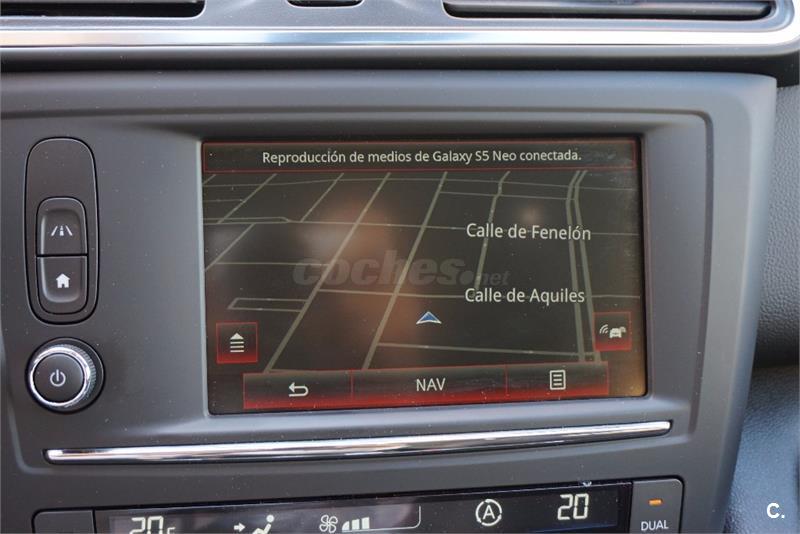 Reproducción de medios de Galaxy S5 Neo conectada.
Calle de Fenelón
coches.net
Calle de Aquiles
NAV
20
A
20
DUAL
C.